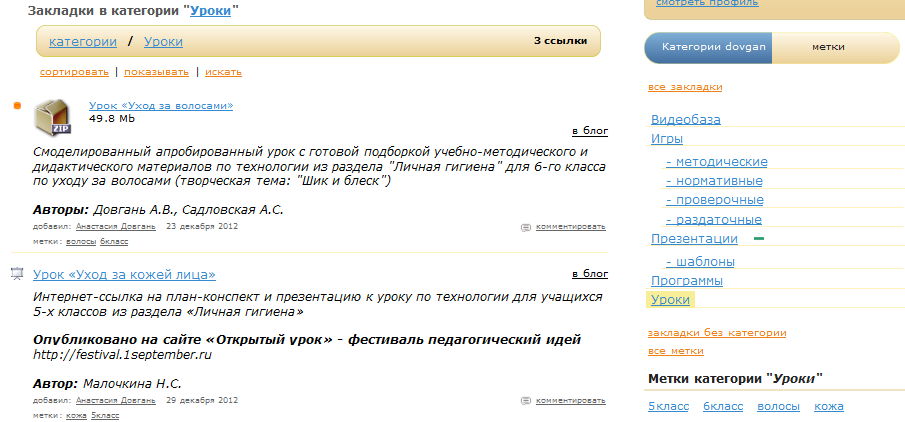 Закладки в категории "Уроки"
категории / Уроки
3 ссылки
сортировать | показывать | искать
ZIP
Урок «Уход за волосами»
49.8 Mb
в блог
Смоделированный апробированный урок с готовой подборкой учебно-методического и
дидактического материалов по технологии из раздела "Личная гигиена" для 6-го класса
по уходу за волосами (творческая тема: "Шик и блеск")
Авторы: Довгань А.В., Садловская А.С.
добавил: Анастасия Довгань 23 декабря 2012
комментировать
метки: волосы 6класс
Урок «Уход за кожей лица»
в блог
Интернет-ссылка на план-конспект и презентацию к уроку по технологии для учащихся
5-х классов из раздела «Личная гигиена»
Опубликовано на сайте «Открытый урок» - фестиваль педагогический идей
http://festival.1september.ru
Автор: Малочкина Н.С.
добавил: Анастасия Довгань 29 декабря 2012
комментировать
метки: кожа 5класс
смотреть профиль
Категории dovgan
метки
все закладки
Видеобаза
Игры
- методические
- нормативные
- проверочные
- раздаточные
Презентации
- шаблоны
Программы
Уроки
закладки без категории
все метки
Метки категории "Уроки"
5класс 6класс волосы кожа